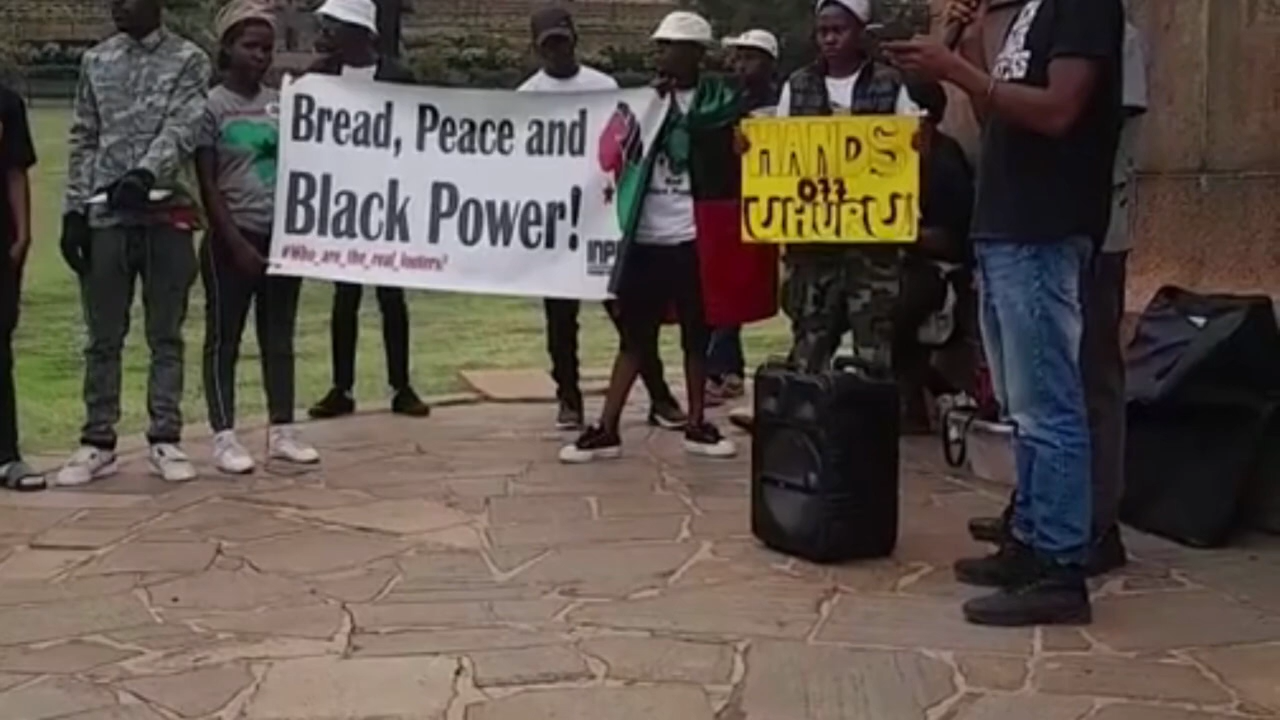 Bread, Peace and
Black Power!
#Who_are_the_real_looters?
HANDS
OFF
UHURU!